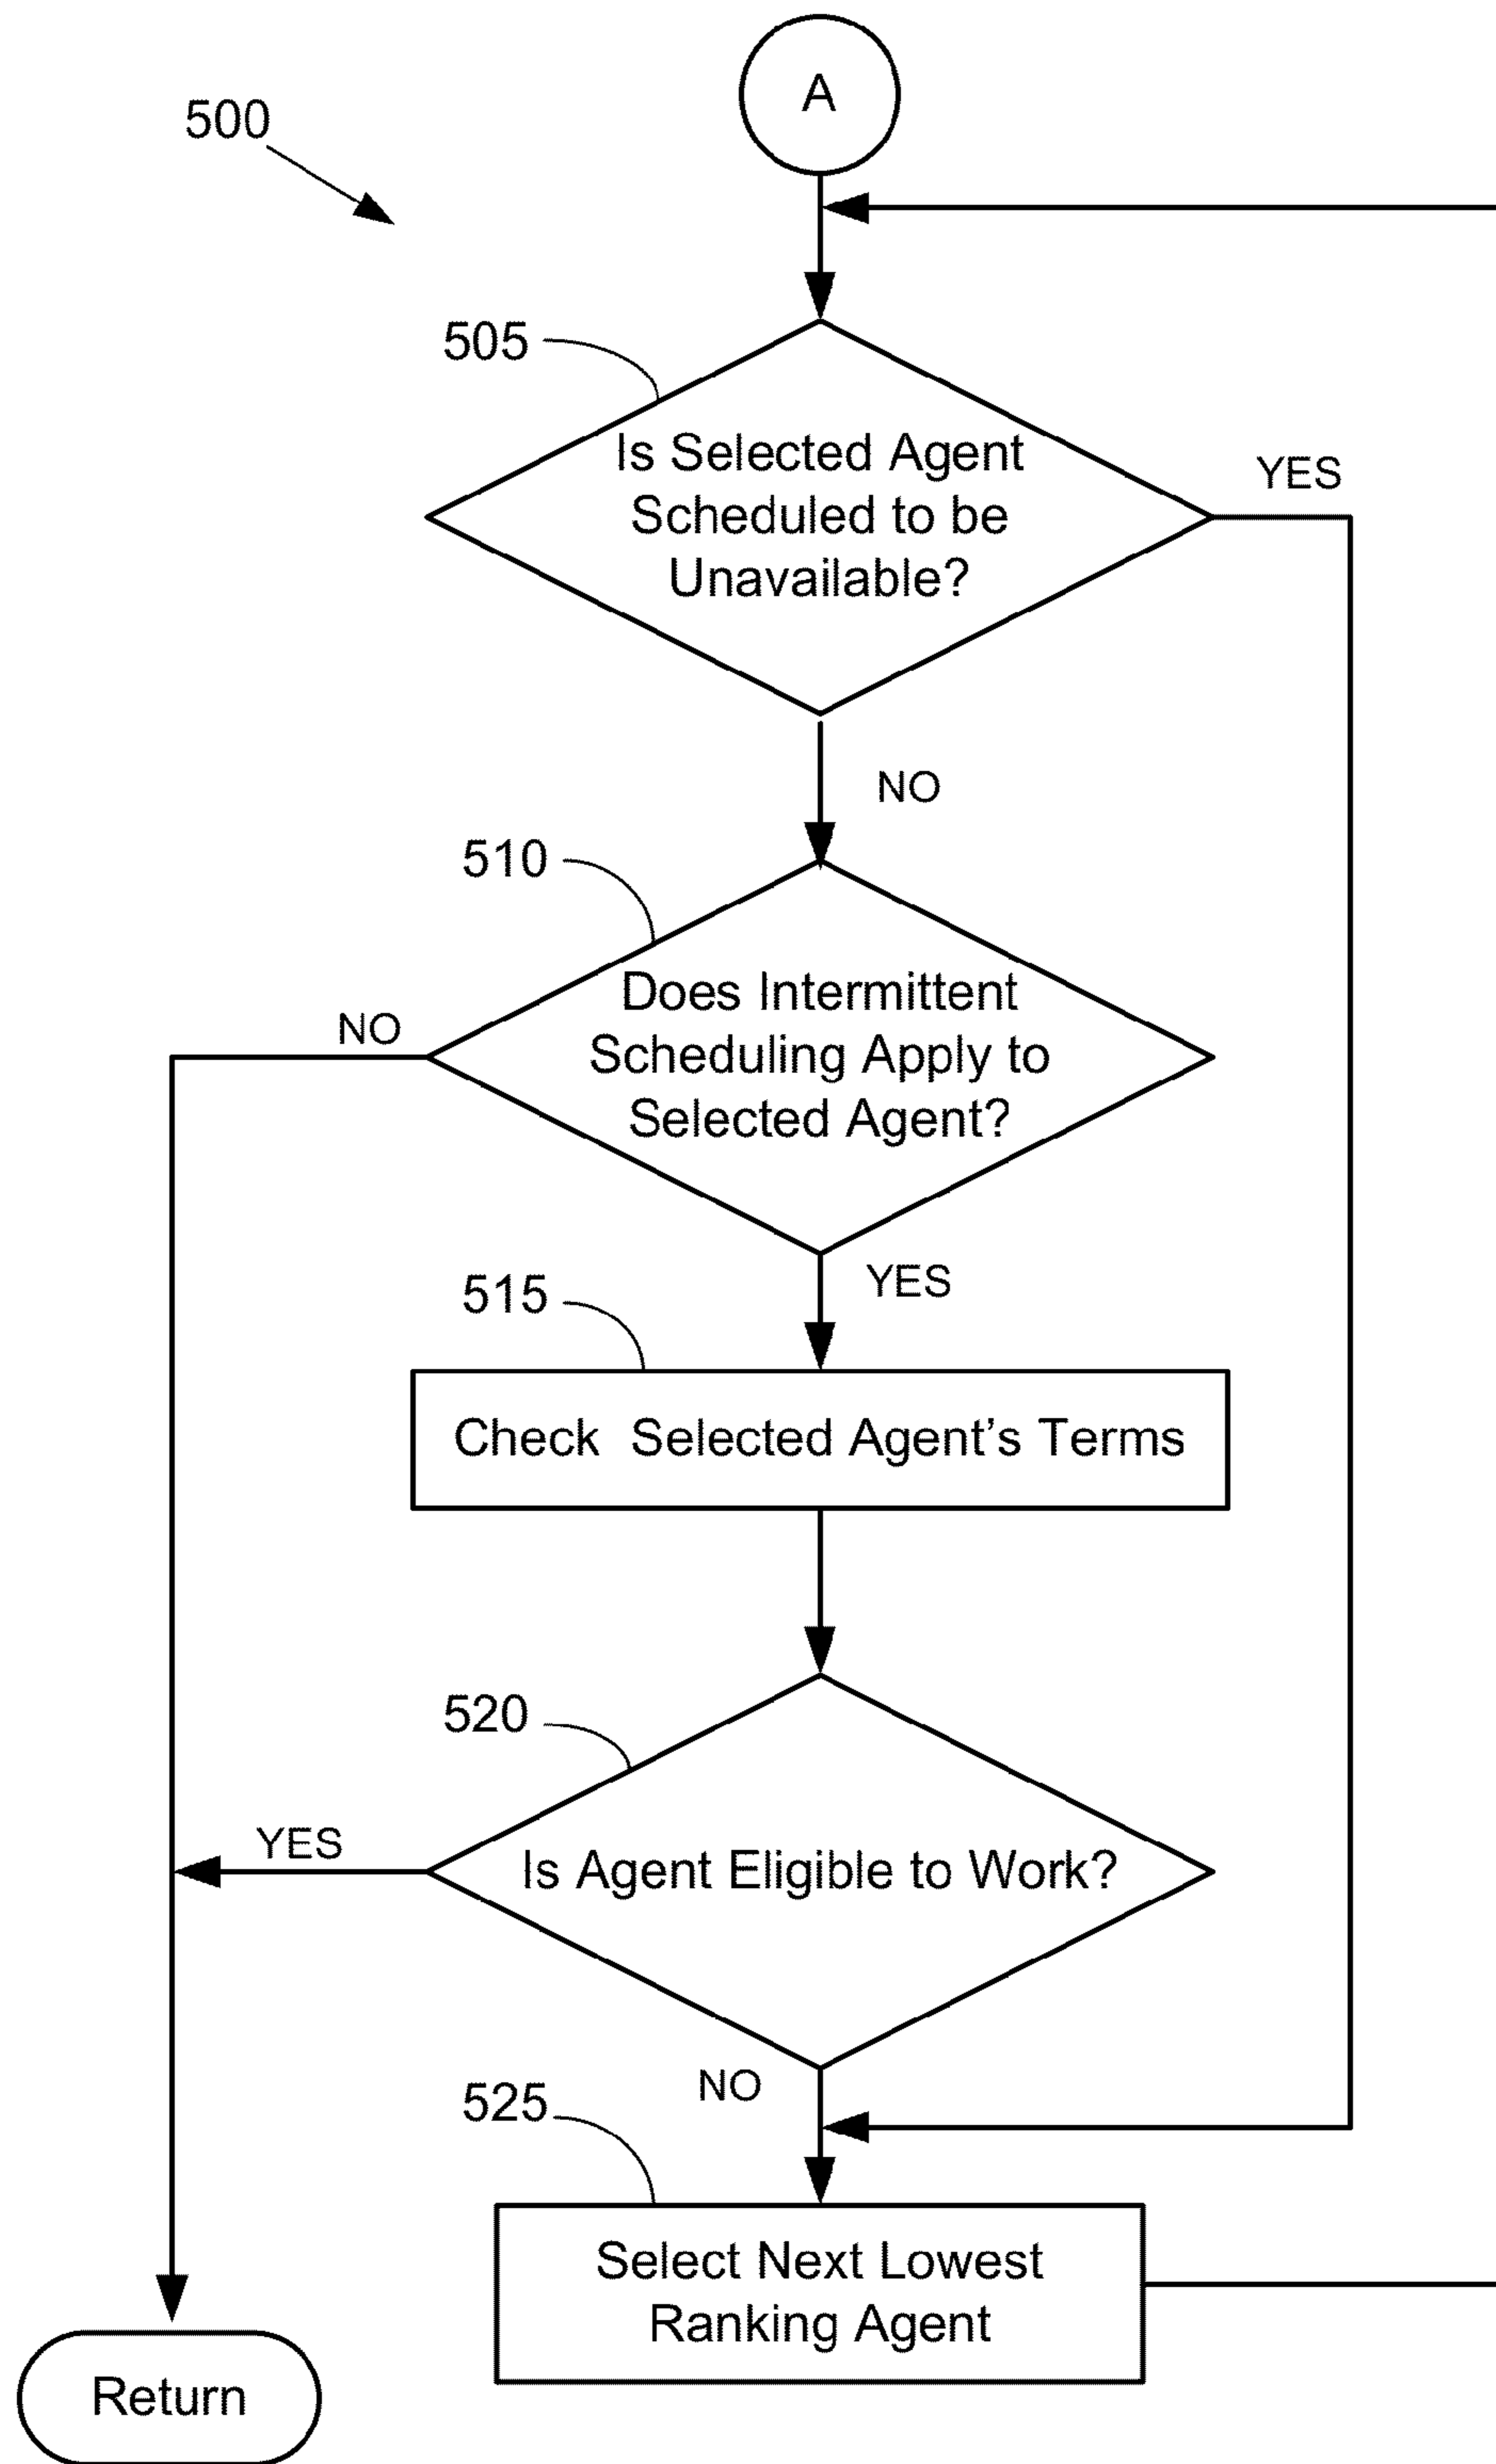 A
500
505
Is Selected Agent
Scheduled to be
Unavailable?
YES
NO
510
Does Intermittent
Scheduling Apply to
Selected Agent?
NO
YES
515
Check Selected Agent's Terms
520
Is Agent Eligible to Work?
YES
NO
525
Select Next Lowest
Ranking Agent
Return